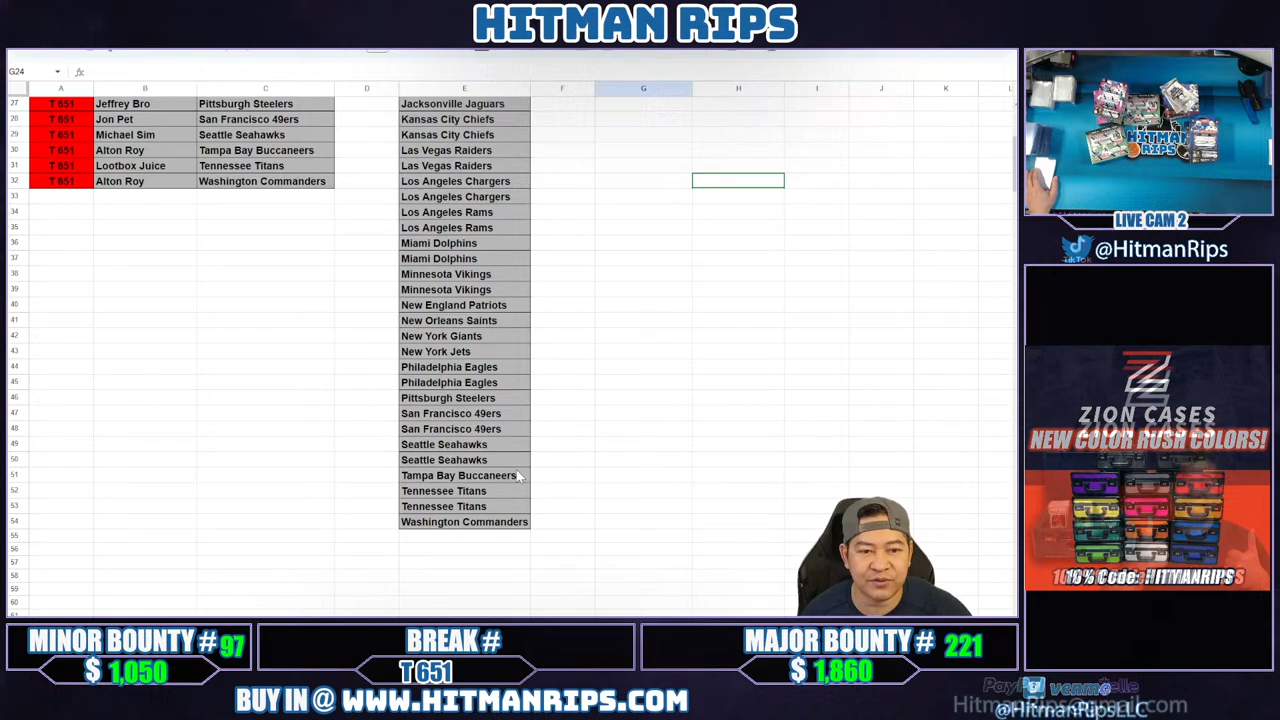 HITMAN RIPS
G24
fx
A B C D E F G H I J K L
27 T 651 Jeffrey Bro Pittsburgh Steelers Jacksonville Jaguars
28 T 651 Jon Pet San Francisco 49ers Kansas City Chiefs
29 T 651 Michael Sim Seattle Seahawks Kansas City Chiefs
30 T 651 Alton Roy Tampa Bay Buccaneers Las Vegas Raiders
31 T 651 Lootbox Juice Tennessee Titans Las Vegas Raiders
32 T 651 Alton Roy Washington Commanders Los Angeles Chargers
33 Los Angeles Chargers
34 Los Angeles Rams
35 Los Angeles Rams
36 Miami Dolphins
37 Miami Dolphins
38 Minnesota Vikings
39 Minnesota Vikings
40 New England Patriots
41 New Orleans Saints
42 New York Giants
43 New York Jets
44 Philadelphia Eagles
45 Philadelphia Eagles
46 Pittsburgh Steelers
47 San Francisco 49ers
48 San Francisco 49ers
49 Seattle Seahawks
50 Seattle Seahawks
51 Tampa Bay Buccaneers
52 Tennessee Titans
53 Tennessee Titans
54 Washington Commanders
55
56
57
58
59
60
HITMAN
LIVE CAM 2
TikTok @HitmanRips
ZION CASES
NEW COLOR RUSH COLORS!
10% Code: HITMANRIPS
MINOR BOUNTY # 97
$ 1,050
BREAK #
T 651
MAJOR BOUNTY # 221
$ 1,860
BUY IN @ WWW.HITMANRIPS.COM
PayPal venmo Zelle
HitmanRips@gmail.com
@HitmanRipsLLC